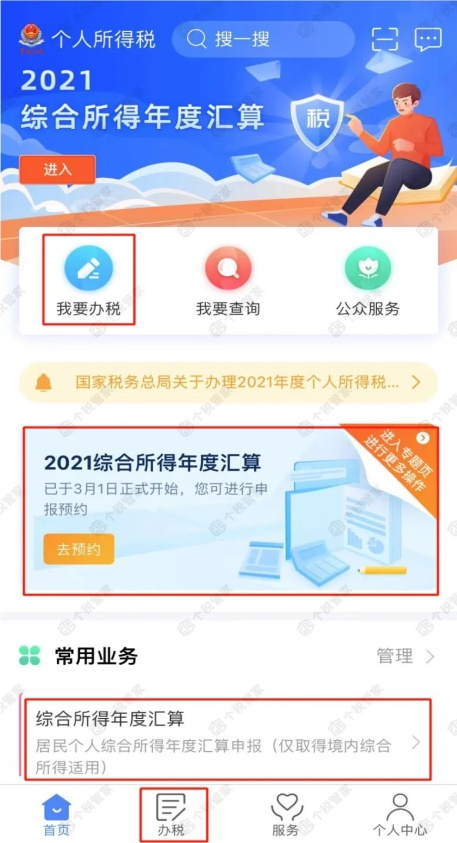 个人所得税
搜一搜
2021
综合所得年度汇算
税
进入
我要办税
我要查询
公众服务
国家税务总局关于办理2021年度个人所得税...
进入专题页
进行更多操作
2021综合所得年度汇算
已于3月1日正式开始，您可进行申
报预约
去预约
常用业务
管理
综合所得年度汇算
居民个人综合所得年度汇算申报（仅取得境内综合
所得适用）
首页
办税
服务
个人中心
个税管家